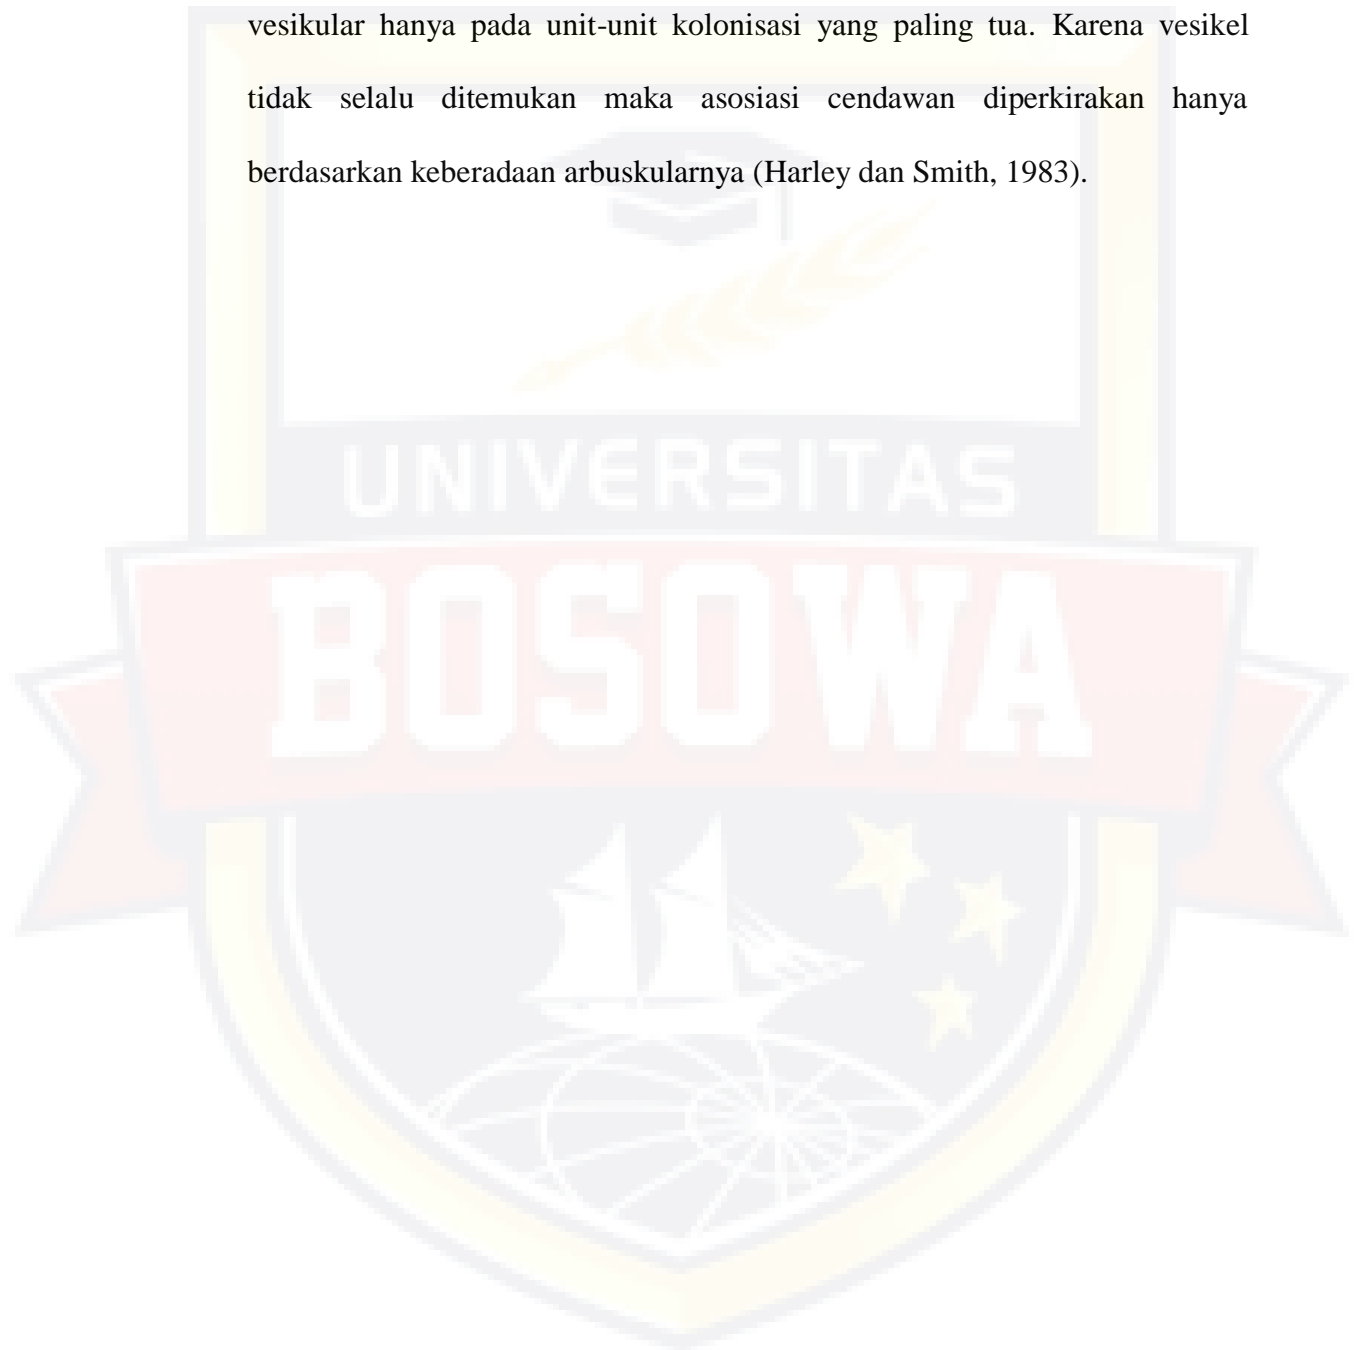 vesikular hanya pada unit-unit kolonisasi yang paling tua. Karena vesikel
tidak selalu ditemukan maka asosiasi cendawan diperkirakan hanya
berdasarkan keberadaan arbuskularnya (Harley dan Smith, 1983).
UNIVERSITAS
BOSOWA